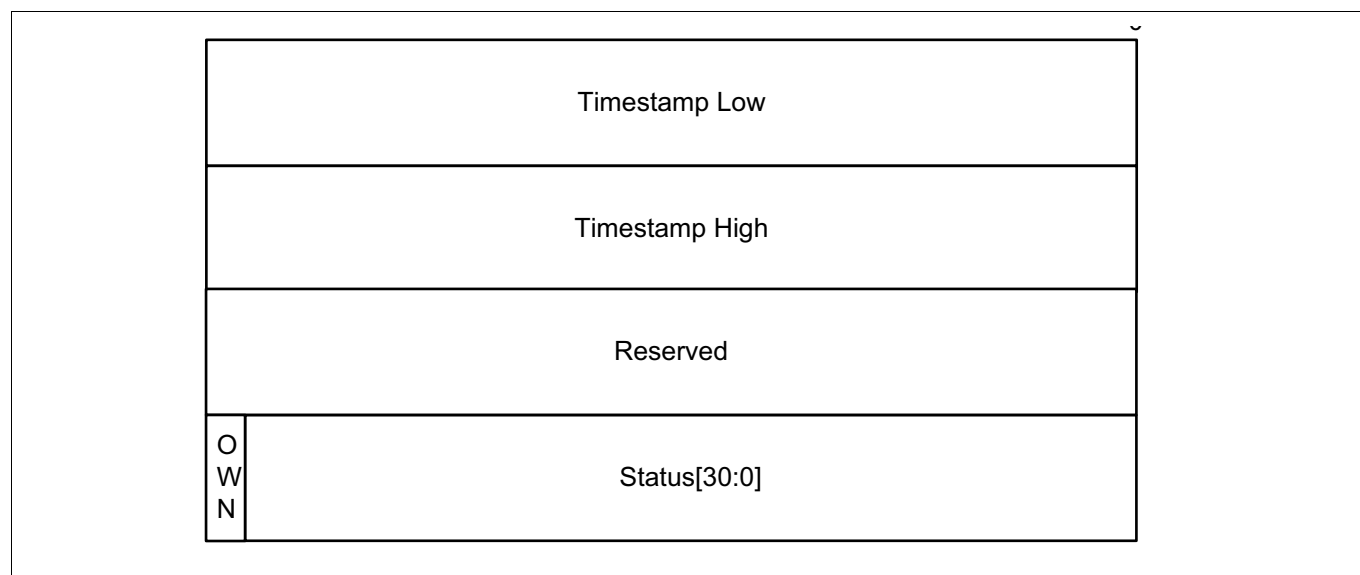 Timestamp Low
Timestamp High
Reserved
O
W
N
Status[30:0]